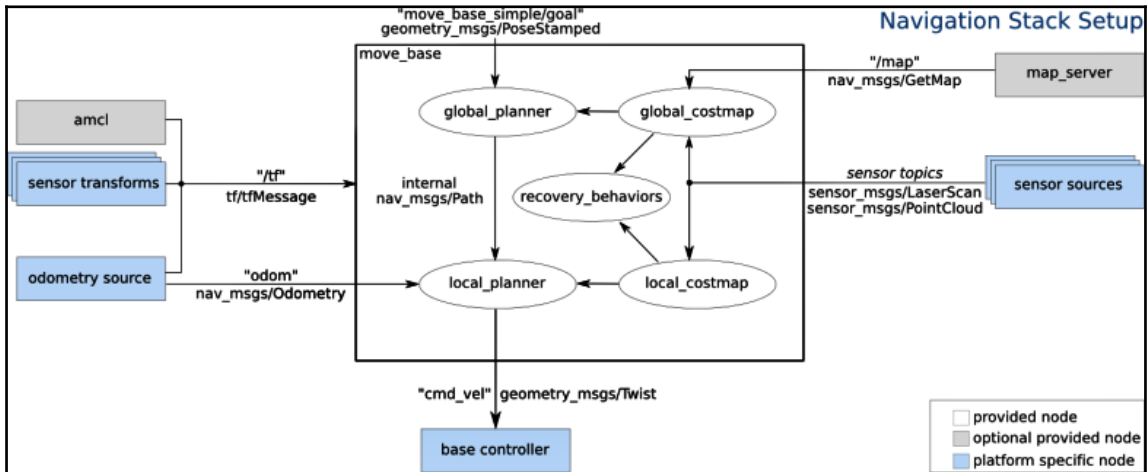 Navigation Stack Setup
"move_base_simple/goal"
geometry_msgs/PoseStamped
move_base
"/map"
nav_msgs/GetMap
map_server
amcl
global_planner
global_costmap
sensor transforms
"/tf"
tf/tfMessage
internal
nav_msgs/Path
recovery_behaviors
sensor topics
sensor_msgs/LaserScan
sensor_msgs/PointCloud
sensor sources
odometry source
"odom"
nav_msgs/Odometry
local_planner
local_costmap
"cmd_vel" geometry_msgs/Twist
base controller
provided node
optional provided node
platform specific node